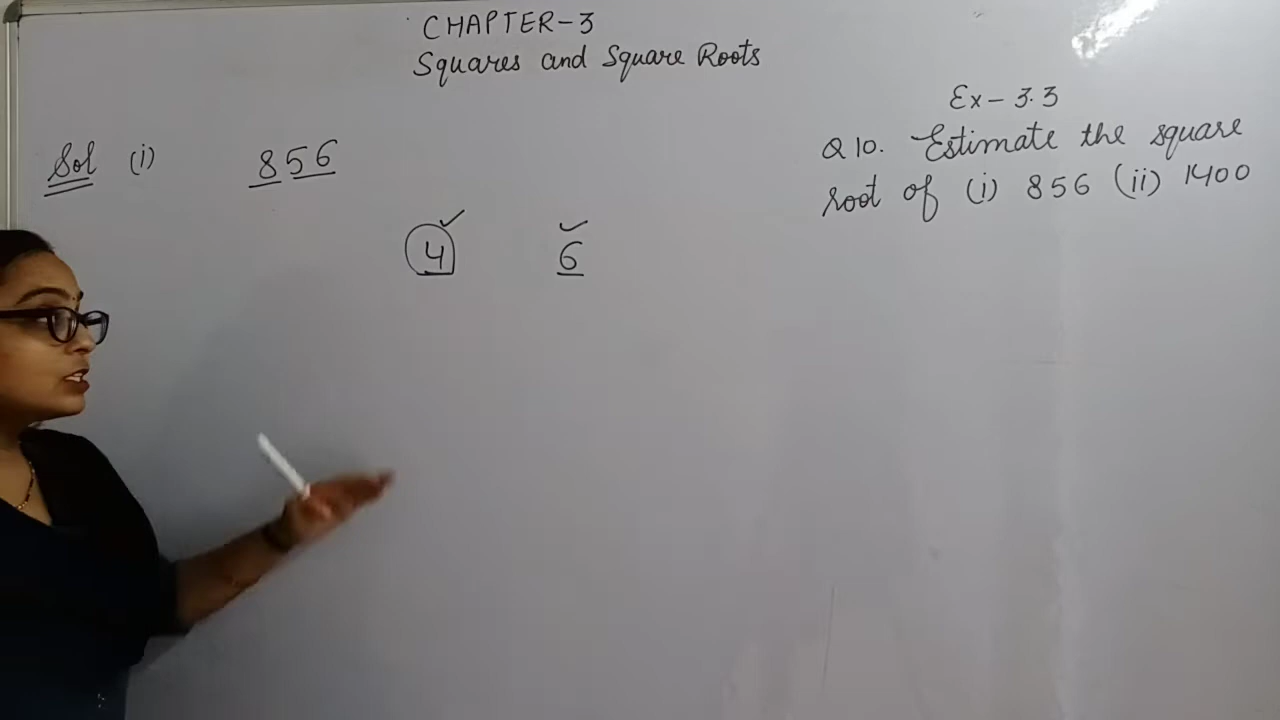 CHAPTER-3
Squares and Square Roots
Ex-3.3
Q10. Estimate the square
root of (i) 856 (ii) 1400
Sol (i) 856
4 6